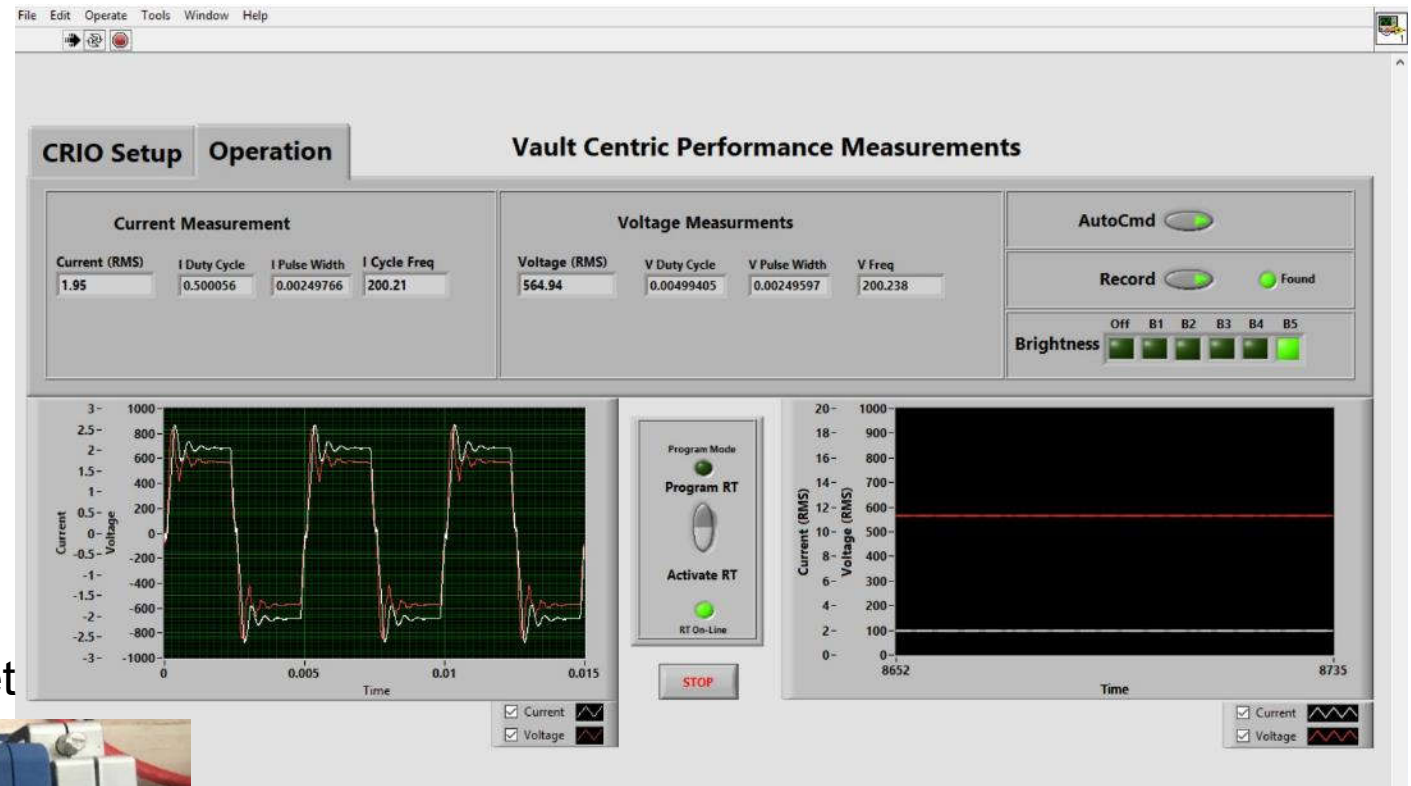 File Edit Operate Tools Window Help
1
CRIO Setup Operation Vault Centric Performance Measurements
Current Measurement
Current (RMS) I Duty Cycle I Pulse Width I Cycle Freq
1.95 0.500056 0.00249766 200.21
Voltage Measurments
Voltage (RMS) V Duty Cycle V Pulse Width V Freq
564.94 0.00499405 0.00249597 200.238
AutoCmd
Record Found
Off B1 B2 B3 B4 B5
Brightness
3- 1000-
2.5- 800-
2- 600-
1.5- 400-
1- 200-
0.5- 0-
0- -200-
-0.5- -400-
-1- -600-
-1.5- -800-
-2- -1000-
-2.5-
-3-
Current
Voltage
0 0.005 0.01 0.015
Time
Current
Voltage
Program Mode
Program RT
Activate RT
RT On-Line
STOP
20- 1000-
18- 900-
16- 800-
14- 700-
12- 600-
10- 500-
8- 400-
6- 300-
4- 200-
2- 100-
0- 0-
Current (RMS)
Voltage (RMS)
8652 8735
Time
Current
Voltage